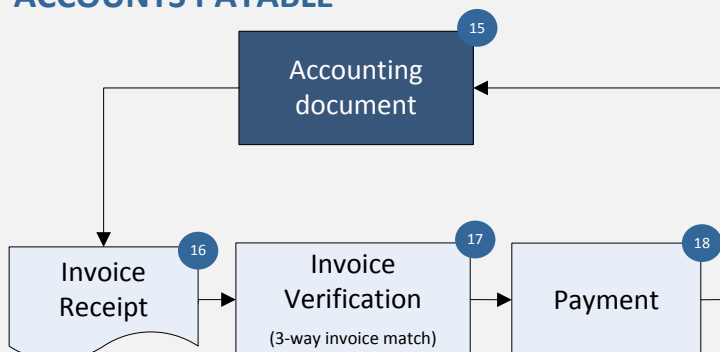 ACCOUNTS PAYABLE
15
Accounting
document
16
Invoice
Receipt
17
Invoice
Verification
(3-way invoice match)
18
Payment